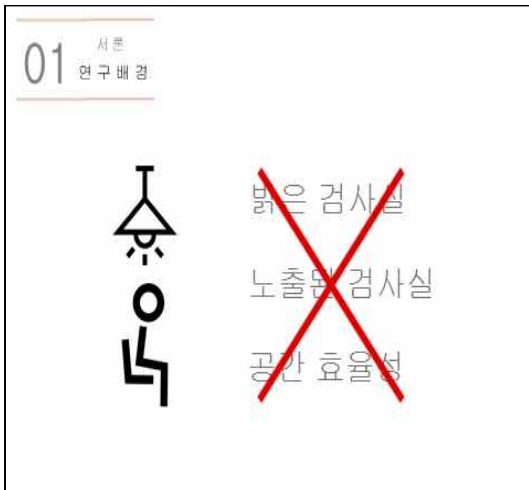 01
서론
연구배경
밝은 검사실
노출된 검사실
공간 효율성